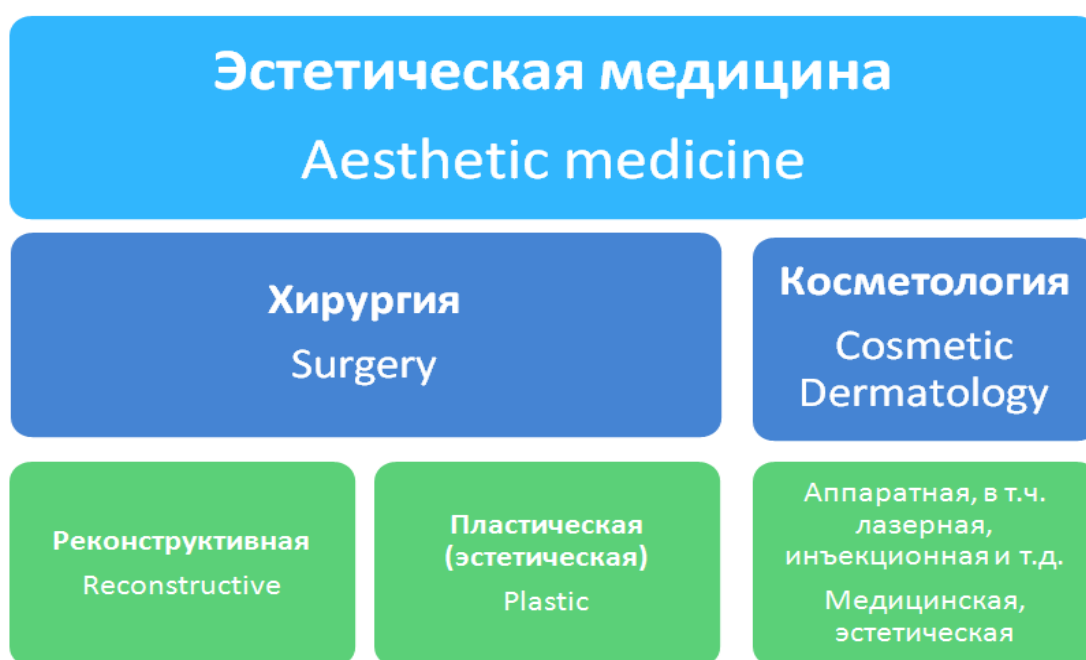 Эстетическая медицина
Aesthetic medicine
Хирургия
Surgery
Косметология
Cosmetic
Dermatology
Реконструктивная
Reconstructive
Пластическая
(эстетическая)
Plastic
Аппаратная, в т.ч.
лазерная,
инъекционная и т.д.
Медицинская,
эстетическая